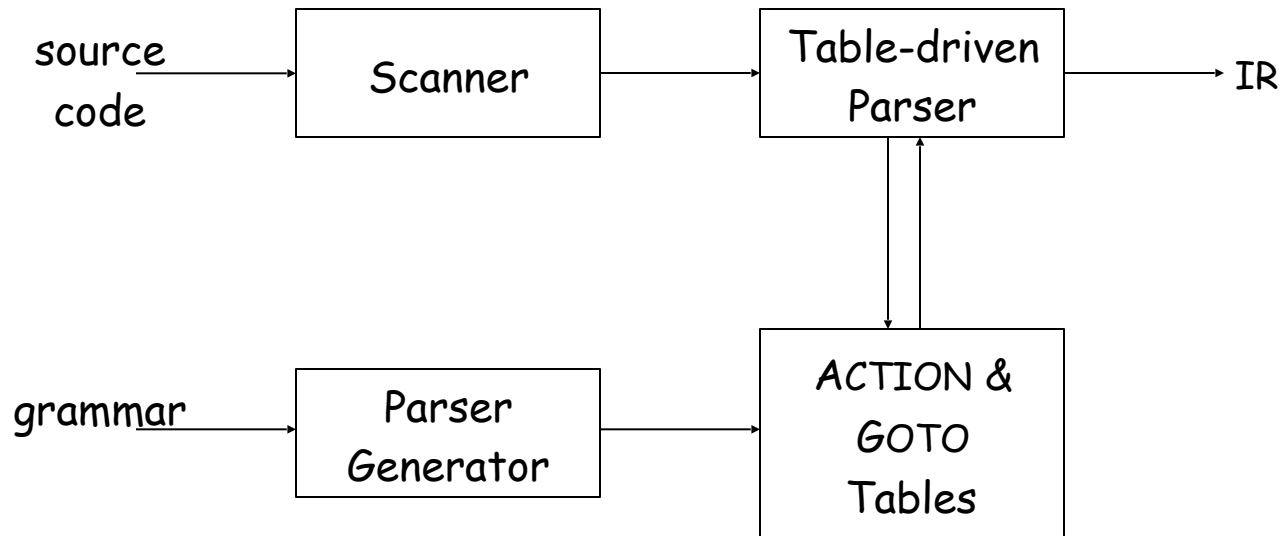 source
code
Scanner
Table-driven
Parser
IR
grammar
Parser
Generator
ACTION &
GOTO
Tables